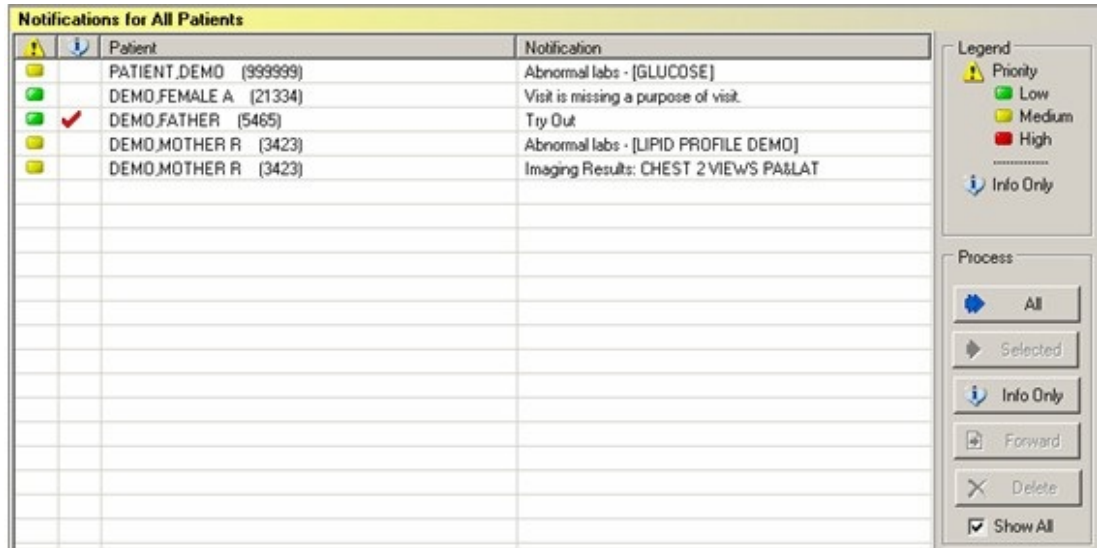 Notifications for All Patients
Patient Notification
PATIENT,DEMO (999999) Abnormal labs - [GLUCOSE]
DEMO,FEMALE A (21334) Visit is missing a purpose of visit.
DEMO,FATHER (5465) Try Out
DEMO,MOTHER R (3423) Abnormal labs - [LIPID PROFILE DEMO]
DEMO,MOTHER R (3423) Imaging Results: CHEST 2 VIEWS PA&LAT
Legend
Priority
Low
Medium
High
Info Only
Process
All
Selected
Info Only
Forward
Delete
Show All